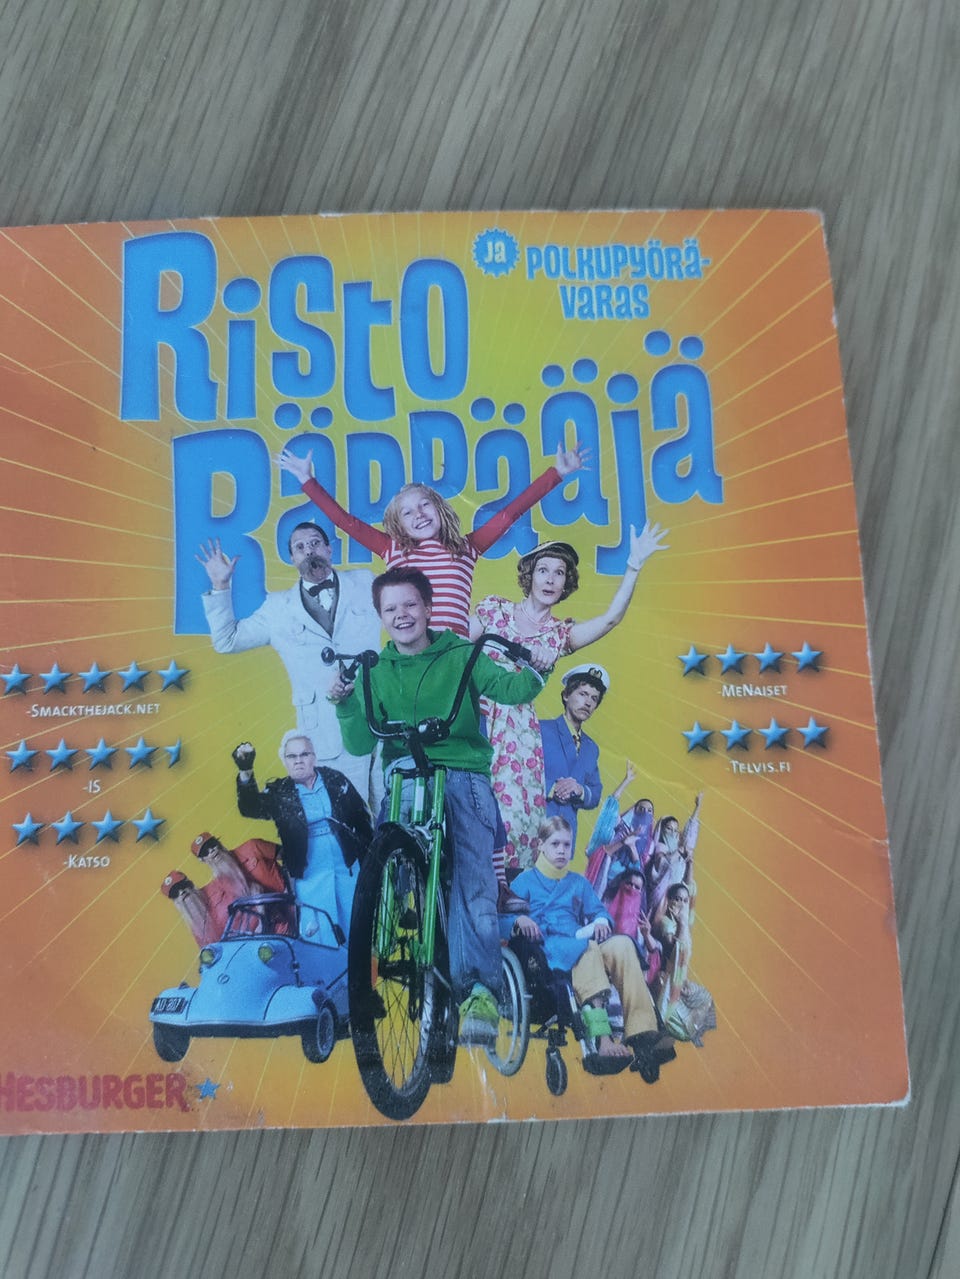 Risto
ja
POLKUPYÖRÄ-
VARAS
RÄPPÄÄJÄ
-SMACKTHEJACK.NET
-IS
-KATSO
-MENAISET
-TELVIS.FI
HESBURGER